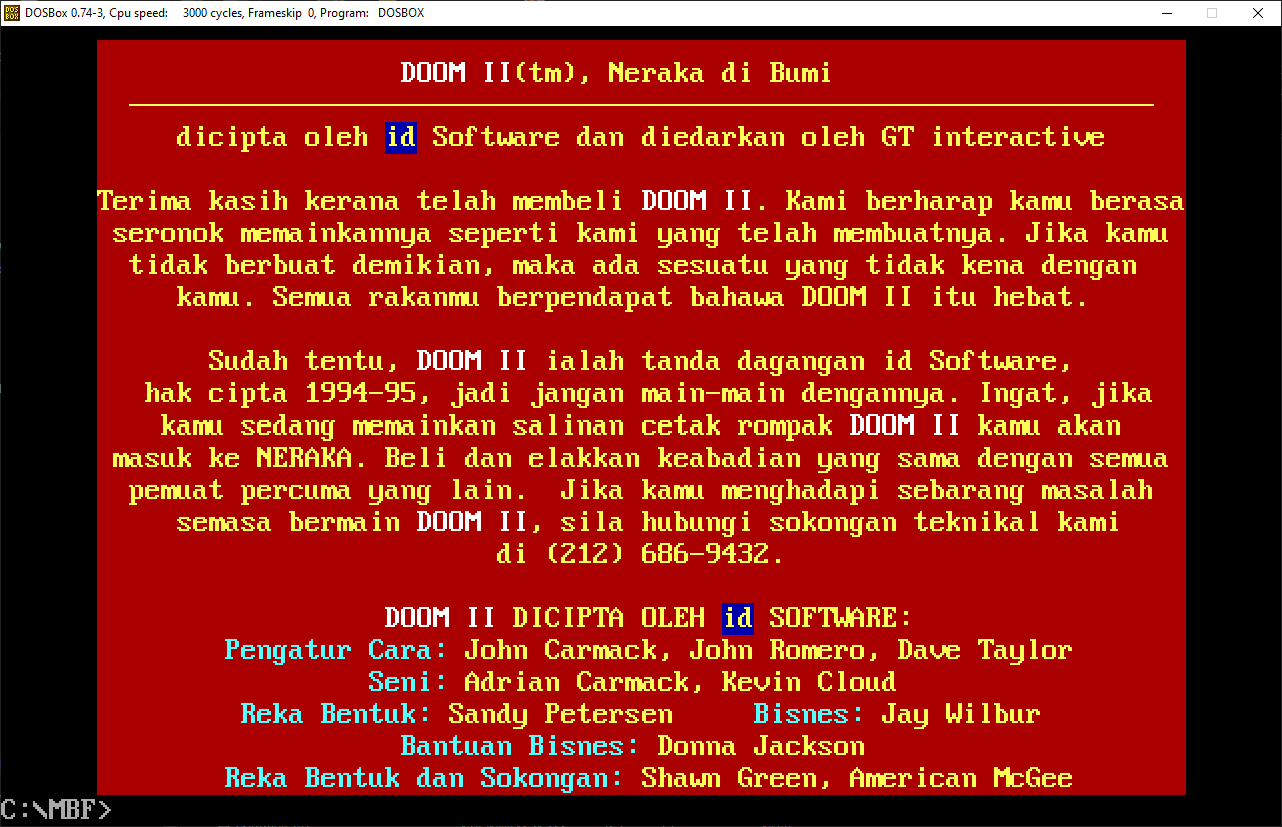 DOSBox 0.74-3, Cpu speed:    3000 cycles, Frameskip  0, Program:   DOSBOX
DOOM II(tm), Neraka di Bumi
dicipta oleh id Software dan diedarkan oleh GT interactive
Terima kasih kerana telah membeli DOOM II. Kami berharap kamu berasa
seronok memainkannya seperti kami yang telah membuatnya. Jika kamu
tidak berbuat demikian, maka ada sesuatu yang tidak kena dengan
kamu. Semua rakanmu berpendapat bahawa DOOM II itu hebat.
Sudah tentu, DOOM II ialah tanda dagangan id Software,
hak cipta 1994-95, jadi jangan main-main dengannya. Ingat, jika
kamu sedang memainkan salinan cetak rompak DOOM II kamu akan
masuk ke NERAKA. Beli dan elakkan keabadian yang sama dengan semua
pemuat percuma yang lain.  Jika kamu menghadapi sebarang masalah
semasa bermain DOOM II, sila hubungi sokongan teknikal kami
di (212) 686-9432.
DOOM II DICIPTA OLEH id SOFTWARE:
Pengatur Cara: John Carmack, John Romero, Dave Taylor
Seni: Adrian Carmack, Kevin Cloud
Reka Bentuk: Sandy Petersen     Bisnes: Jay Wilbur
Bantuan Bisnes: Donna Jackson
Reka Bentuk dan Sokongan: Shawn Green, American McGee
C:\MBF>